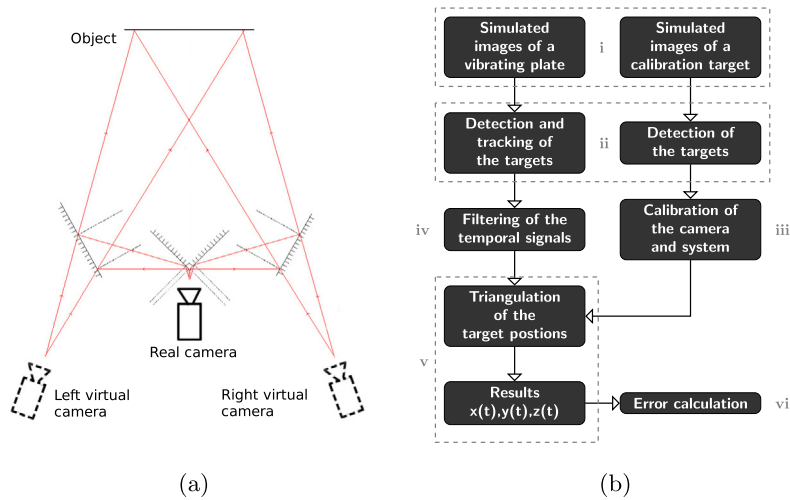 Object
Real camera
Left virtual
camera
Right virtual
camera
(a)
Simulated
images of a
vibrating plate
i
Simulated
images of a
calibration target
Detection and
tracking of
the targets
ii
Detection of
the targets
iv
Filtering of the
temporal signals
Calibration of
the camera
and system
iii
Triangulation
of the
target postions
v
Results
x(t),y(t),z(t)
Error calculation
vi
(b)